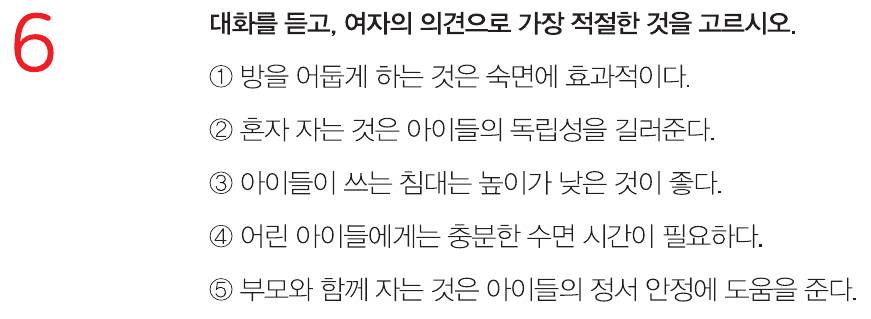 6
대화를 듣고, 여자의 의견으로 가장 적절한 것을 고르시오.
① 방을 어둡게 하는 것은 숙면에 효과적이다.
② 혼자 자는 것은 아이들의 독립성을 길러준다.
③ 아이들이 쓰는 침대는 높이가 낮은 것이 좋다.
④ 어린 아이들에게는 충분한 수면 시간이 필요하다.
⑤ 부모와 함께 자는 것은 아이들의 정서 안정에 도움을 준다.